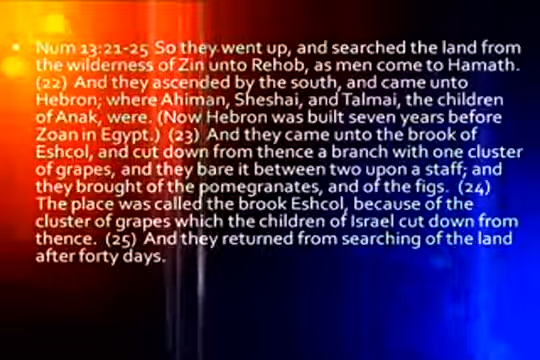 Num 13:21-25 So they went up, and searched the land from
the wilderness of Zin unto Rehob, as men come to Hamath.
(22) And they ascended by the south, and came unto
Hebron; where Ahiman, Sheshai, and Talmai, the children
of Anak, were. (Now Hebron was built seven years before
Zoan in Egypt.) (23) And they came unto the brook of
Eshcol, and cut down from thence a branch with one cluster
of grapes, and they bare it between two upon a staff; and
they brought of the pomegranates, and of the figs. (24)
The place was called the brook Eshcol, because of the
cluster of grapes which the children of Israel cut down from
thence. (25) And they returned from searching of the land
after forty days.